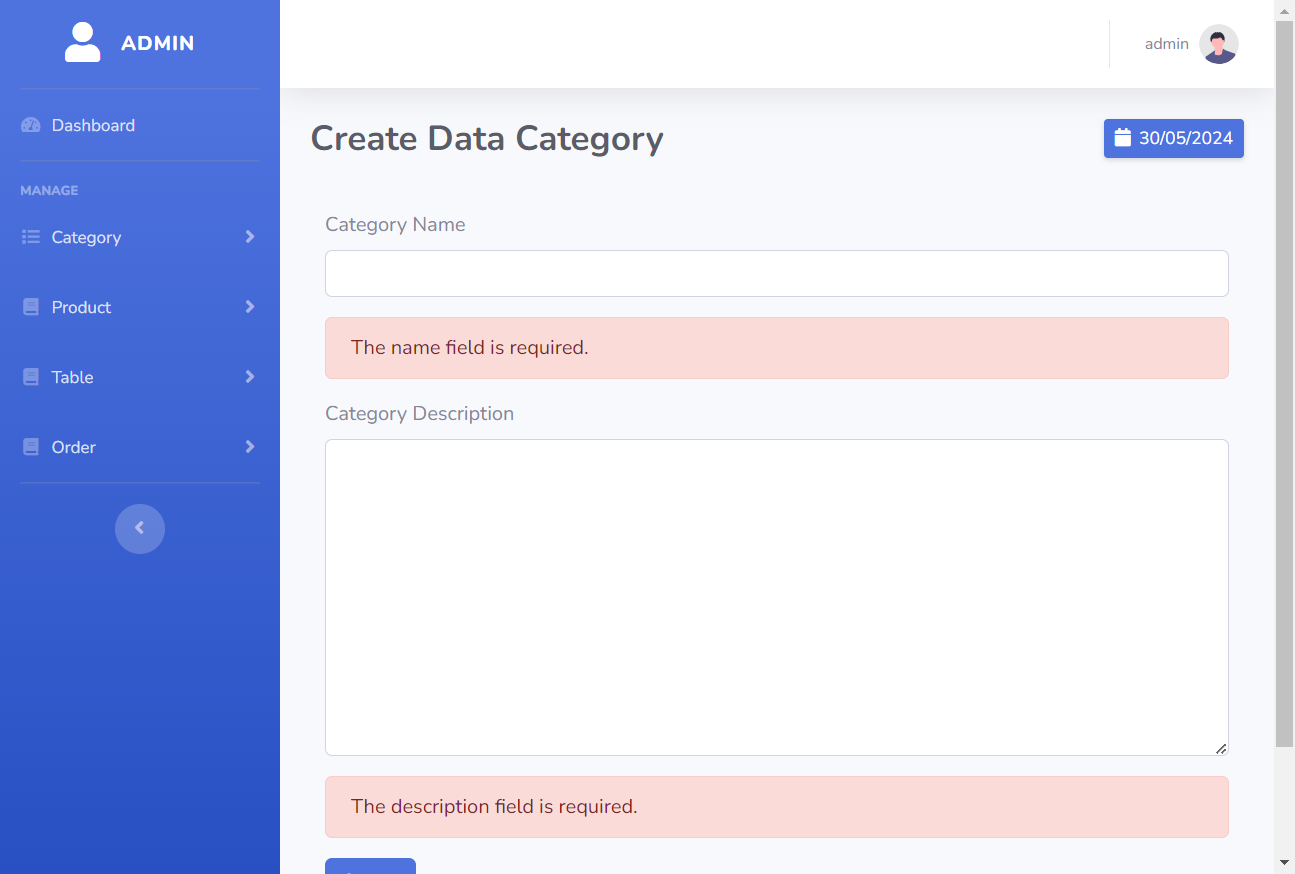 ADMIN
admin
Dashboard
MANAGE
Category
Product
Table
Order
Create Data Category
30/05/2024
Category Name
The name field is required.
Category Description
The description field is required.